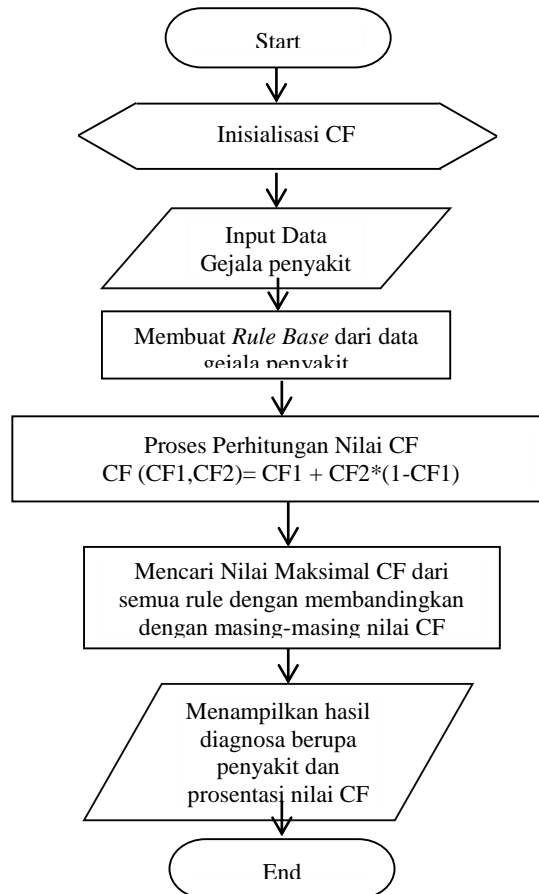 Start
Inisialisasi CF
Input Data
Gejala penyakit
Membuat Rule Base dari data
gejala penyakit
Proses Perhitungan Nilai CF
CF (CF1,CF2)= CF1 + CF2*(1-CF1)
Mencari Nilai Maksimal CF dari
semua rule dengan membandingkan
dengan masing-masing nilai CF
Menampilkan hasil
diagnosa berupa
penyakit dan
prosentasi nilai CF
End